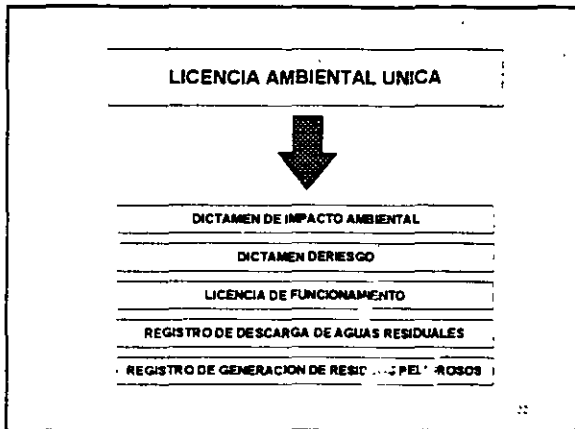 LICENCIA AMBIENTAL UNICA
DICTAMEN DE IMPACTO AMBIENTAL
DICTAMEN DERIESGO
LICENCIA DE FUNCIONAMIENTO
REGISTRO DE DESCARGA DE AGUAS RESIDUALES
REGISTRO DE GENERACION DE